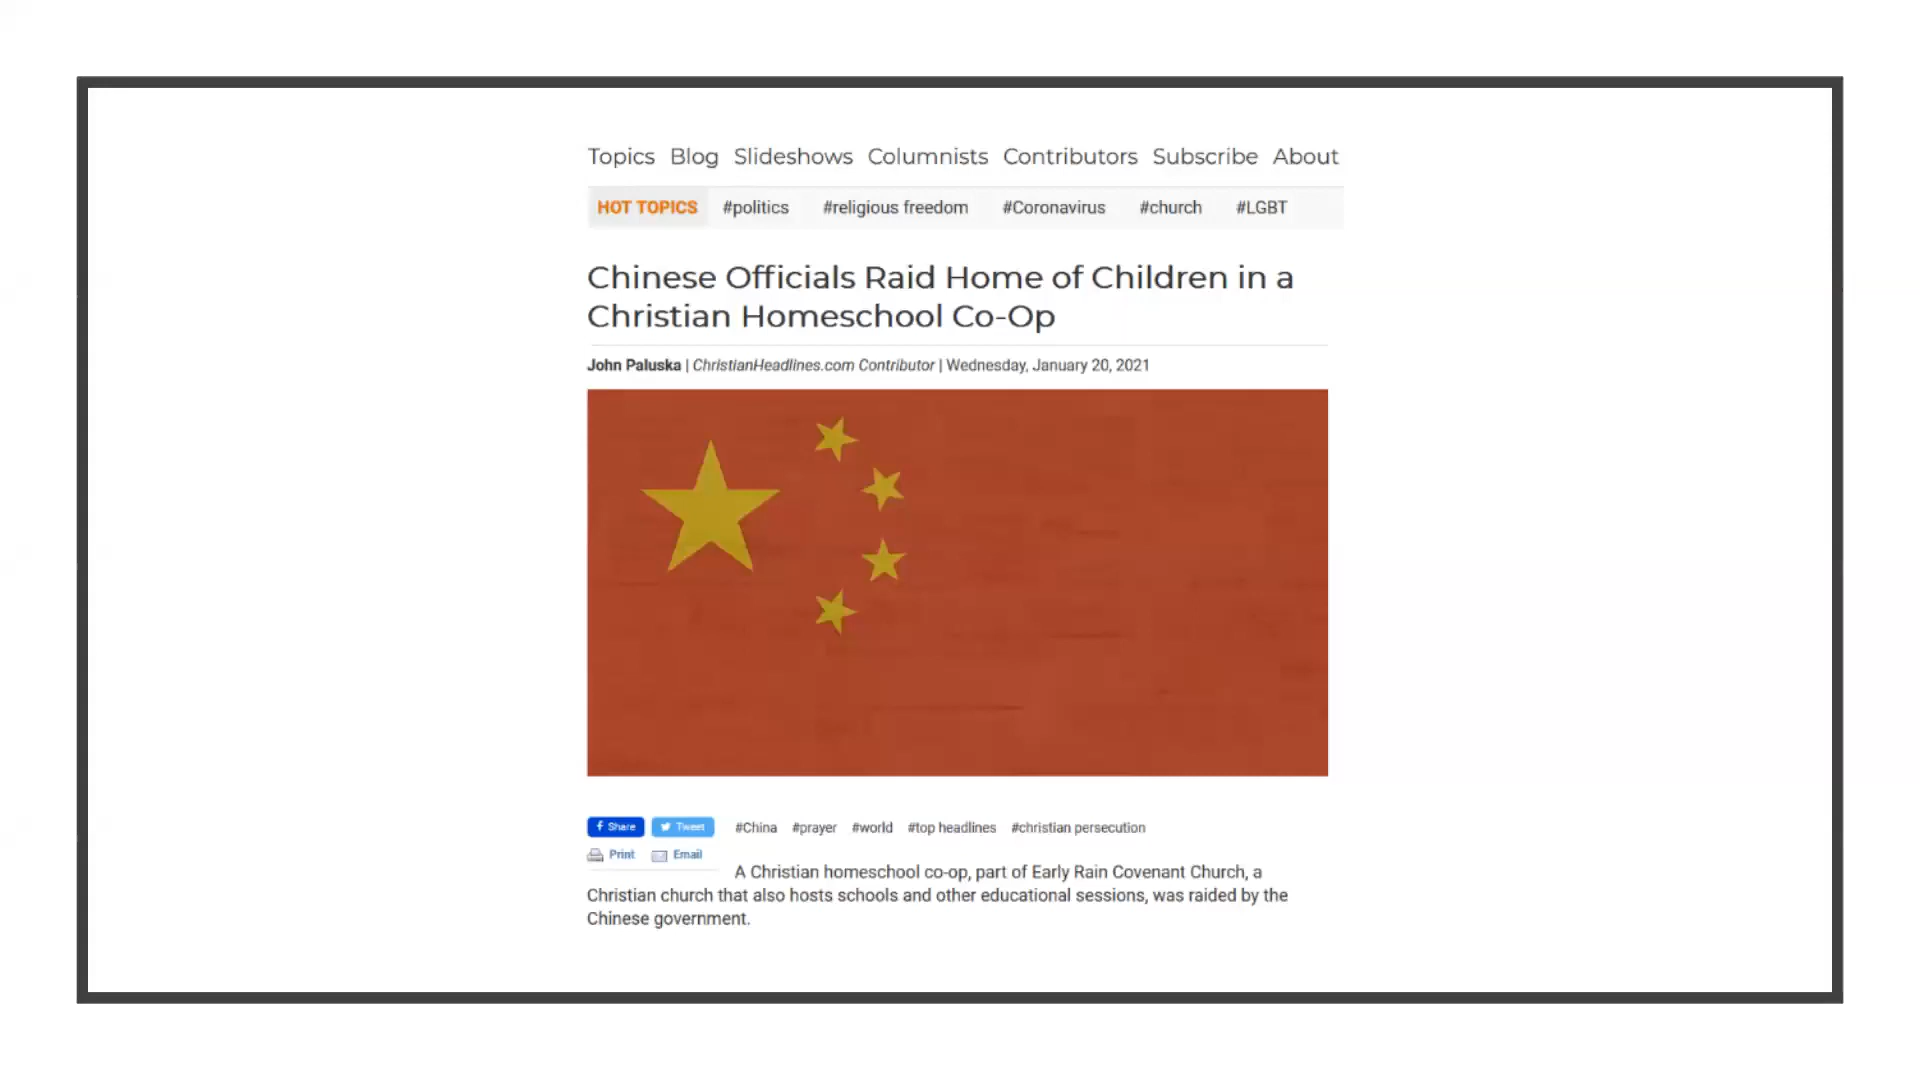 Topics Blog Slideshows Columnists Contributors Subscribe About
HOT TOPICS #politics #religious freedom #Coronavirus #church #LGBT
Chinese Officials Raid Home of Children in a
Christian Homeschool Co-Op
John Paluska | ChristianHeadlines.com Contributor | Wednesday, January 20, 2021
Share Tweet #China #prayer #world #top headlines #christian persecution
Print Email
A Christian homeschool co-op, part of Early Rain Covenant Church, a
Christian church that also hosts schools and other educational sessions, was raided by the
Chinese government.